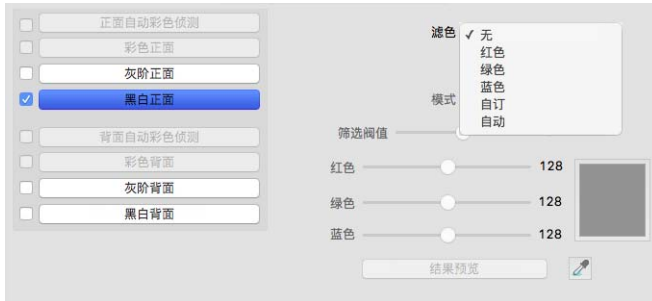 正面自动彩色侦测
彩色正面
灰阶正面
黑白正面
背面自动彩色侦测
彩色背面
灰阶背面
黑白背面
滤色
✓ 无
红色
绿色
蓝色
自订
自动
模式
筛选阀值
红色 128
绿色 128
蓝色 128
结果预览